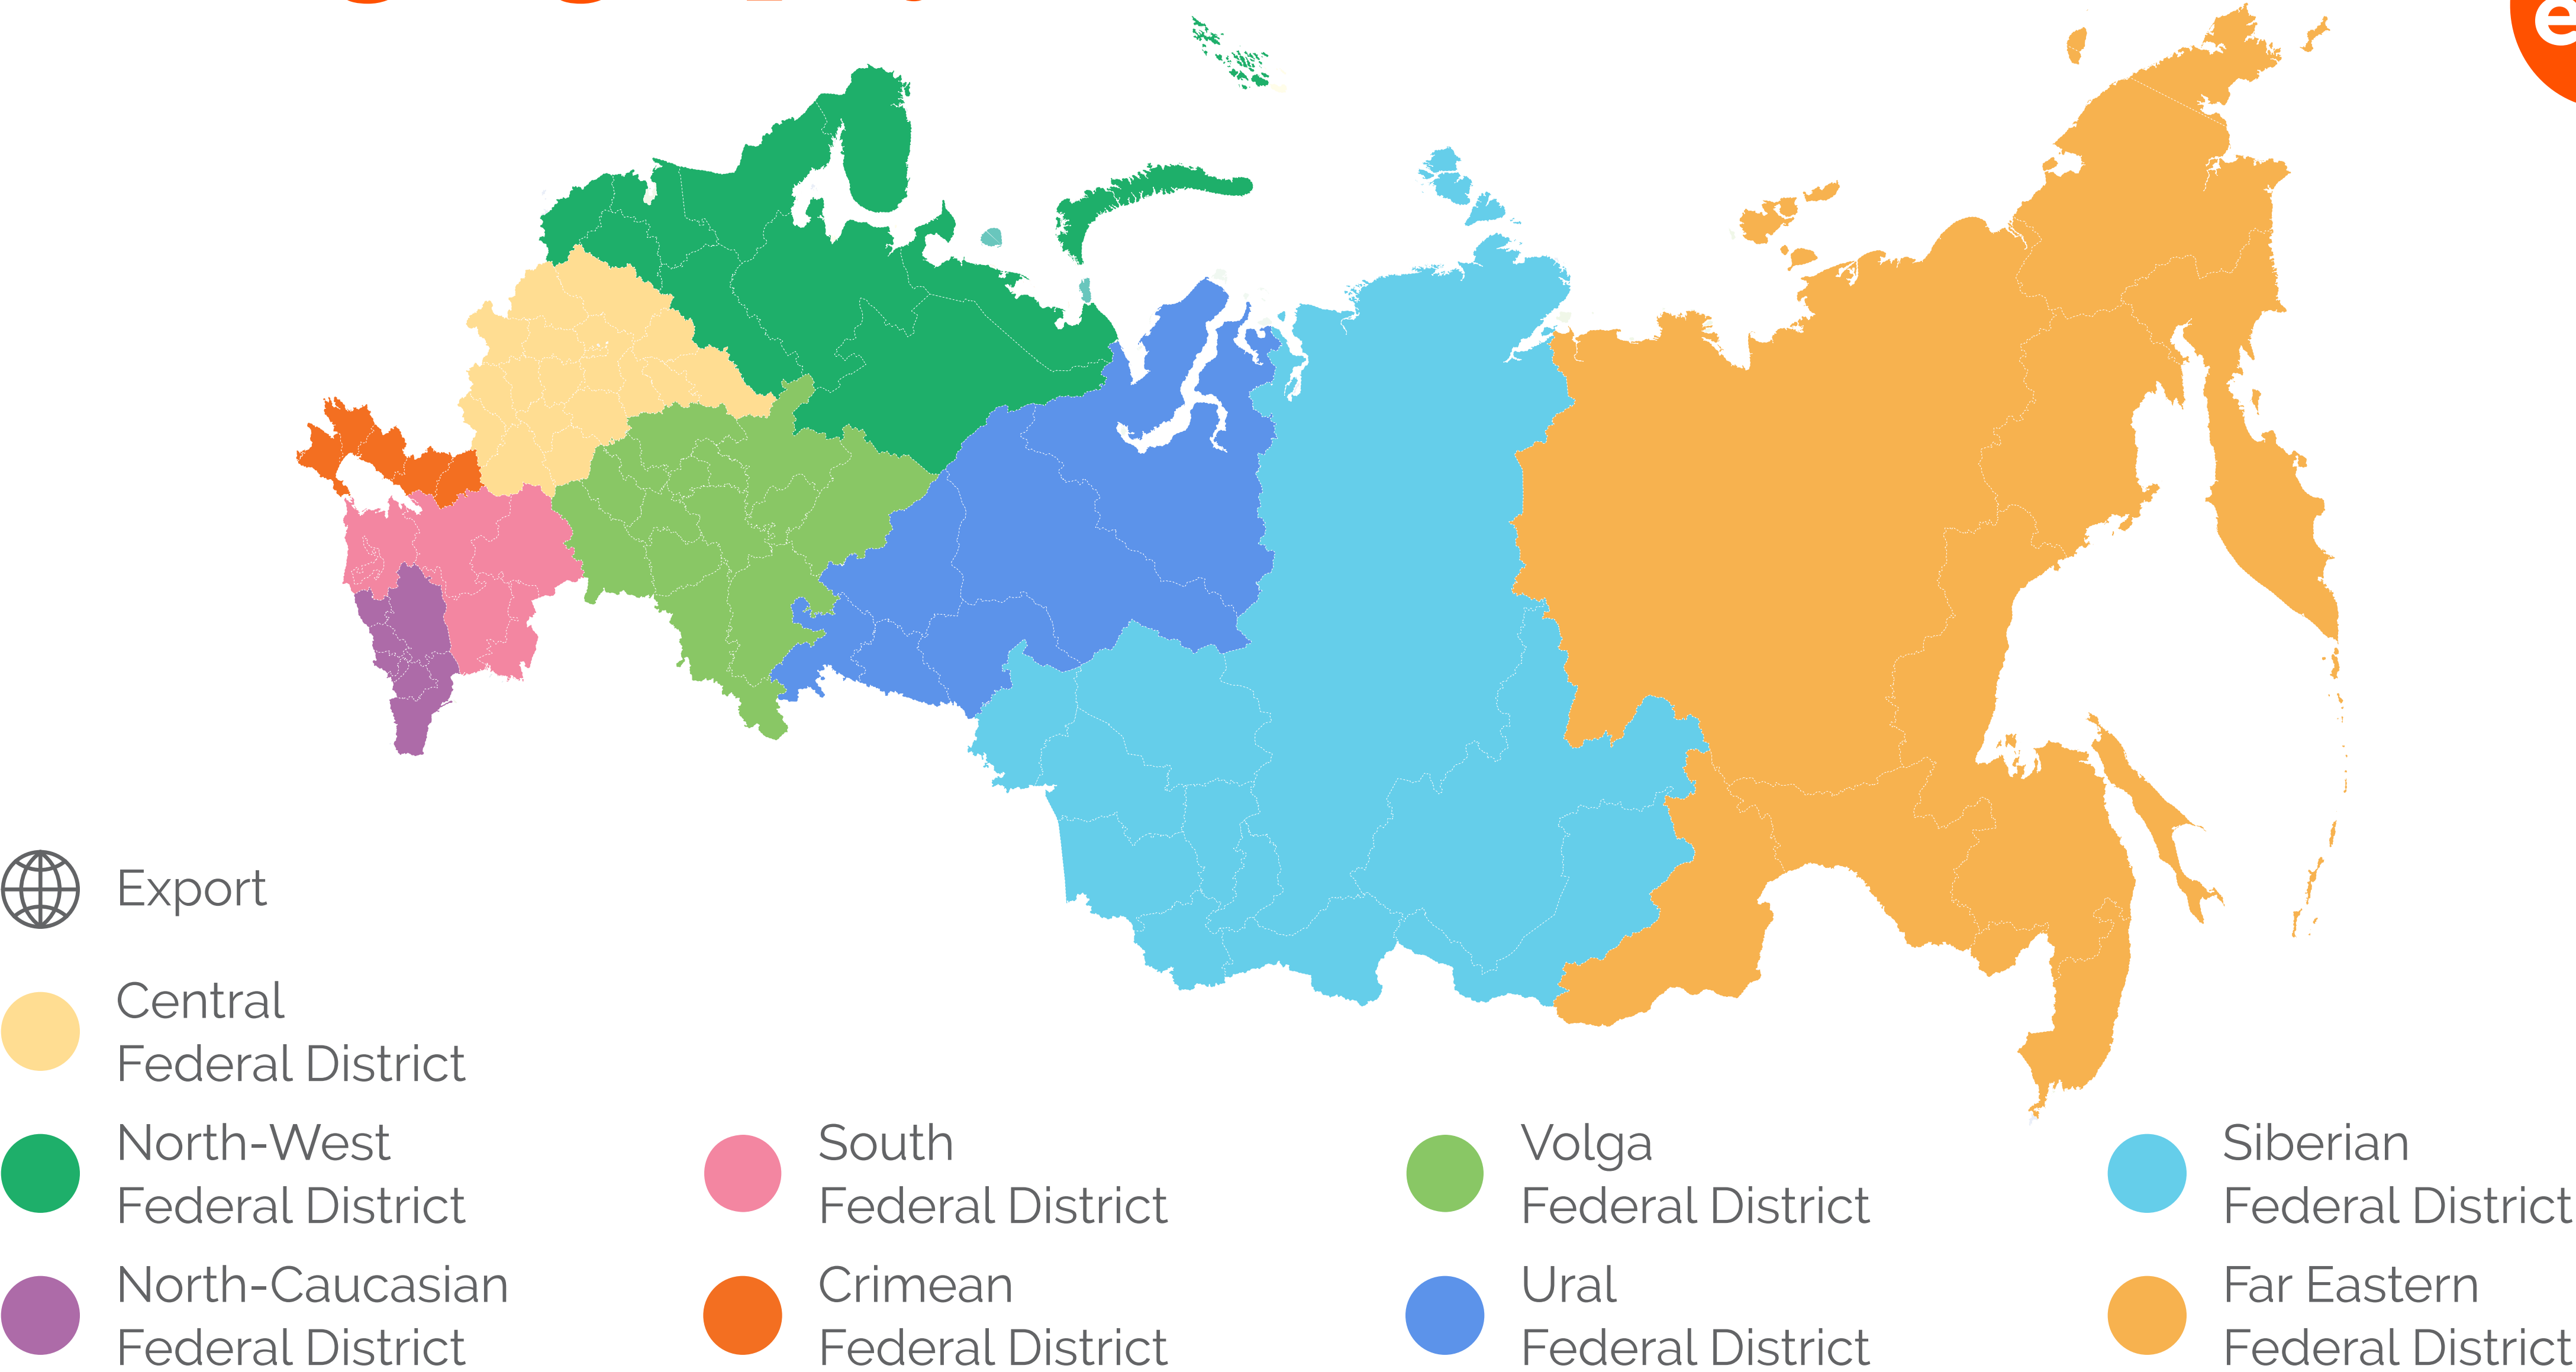 Export
Central
Federal District
North-West
Federal District
South
Federal District
Volga
Federal District
Siberian
Federal District
North-Caucasian
Federal District
Crimean
Federal District
Ural
Federal District
Far Eastern
Federal District